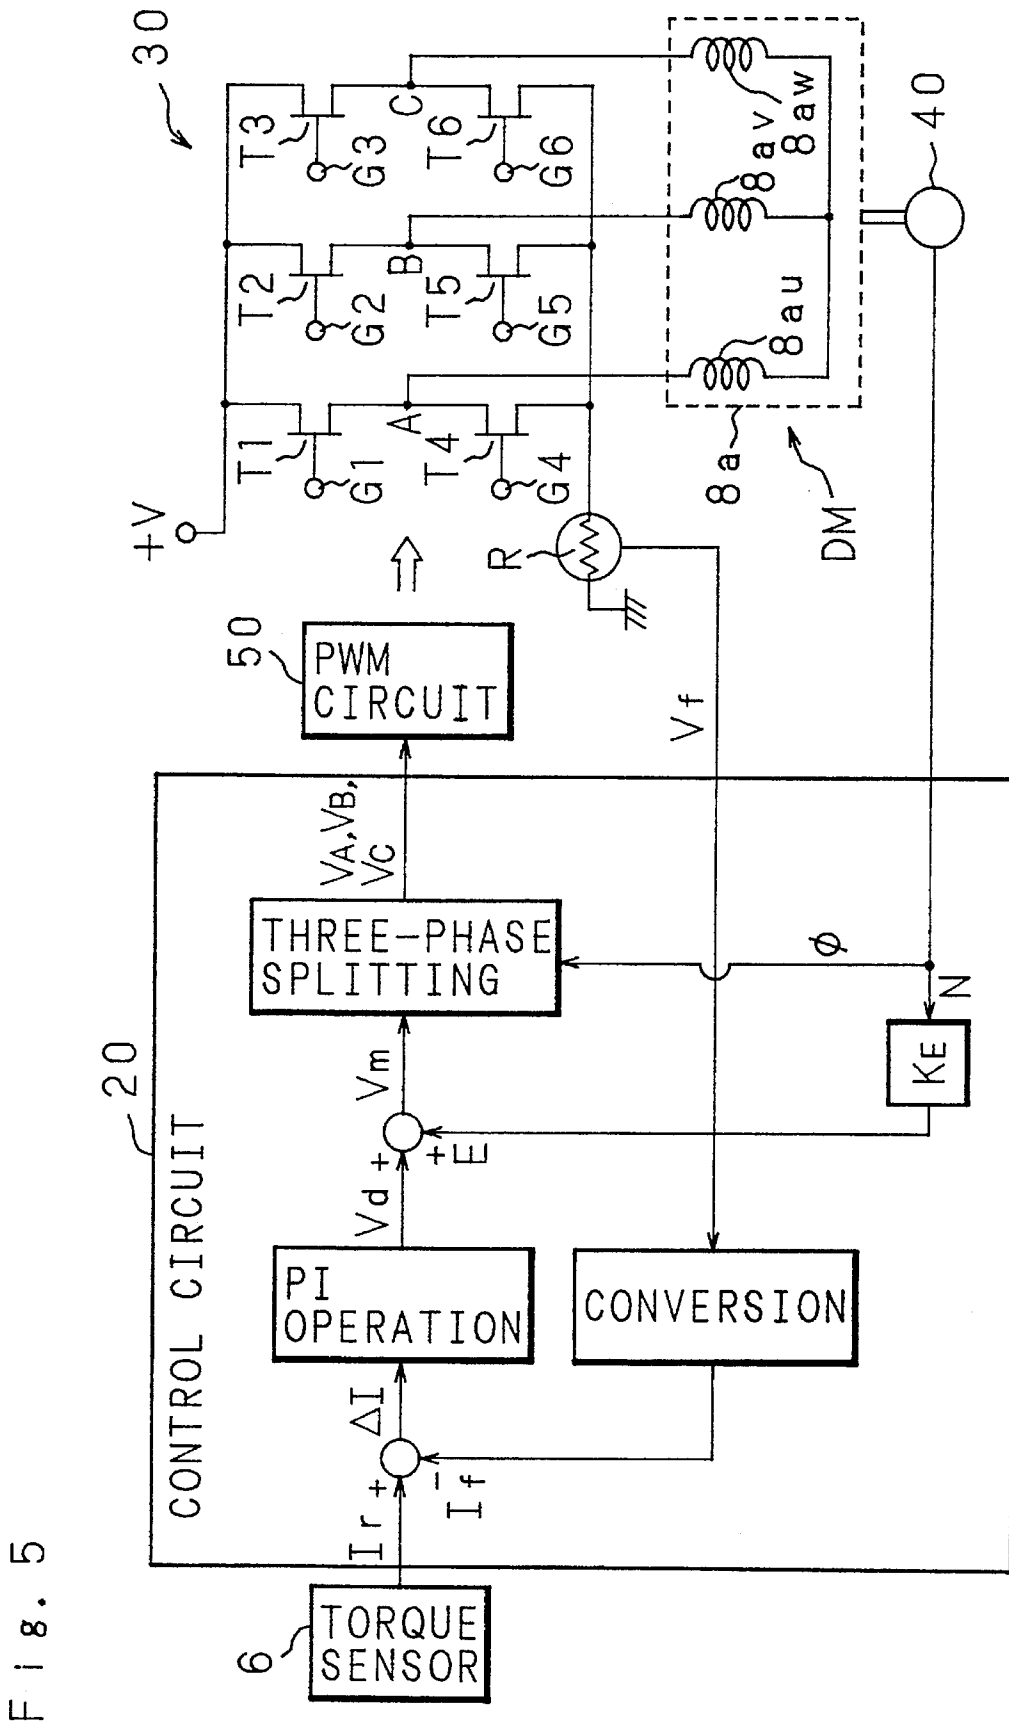 Fig. 5
6
TORQUE
SENSOR
20
CONTROL CIRCUIT
Ir
+
−
If
ΔI
PI
OPERATION
CONVERSION
Vd
+
+
E
Vm
THREE-PHASE
SPLITTING
KE
N
φ
VA, VB,
VC
50
PWM
CIRCUIT
Vf
+V
R
30
T1
G1
T2
G2
T3
G3
A
B
C
T4
G4
T5
G5
T6
G6
8a
8au
8av
8aw
DM
40